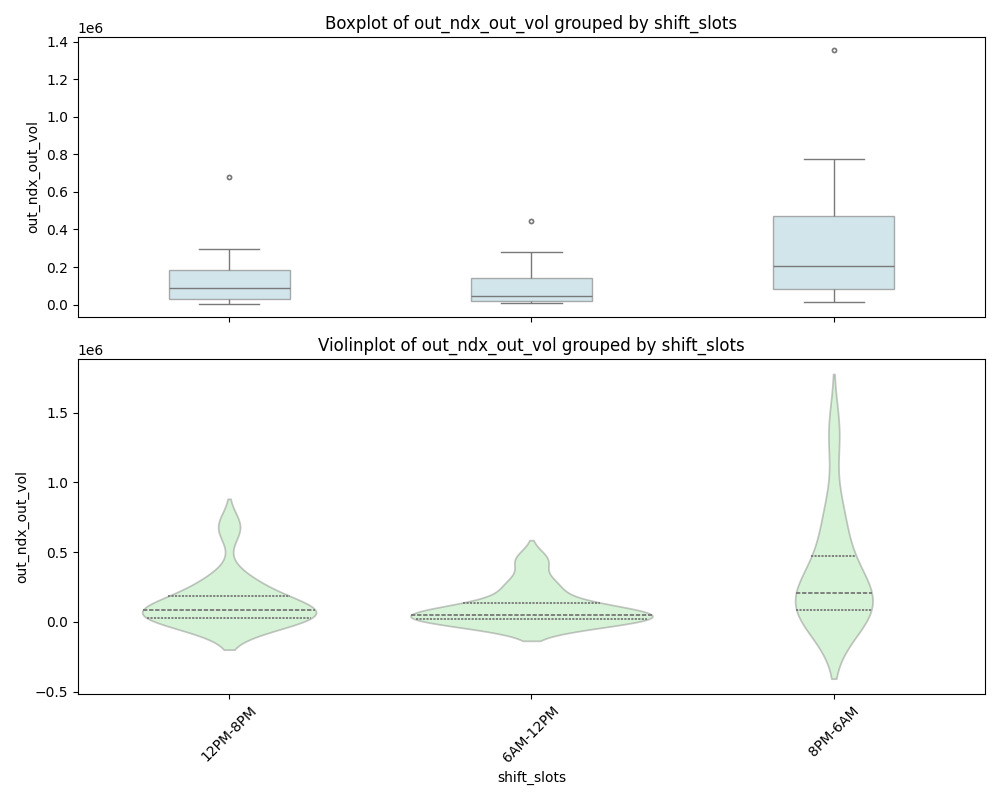 Boxplot of out_ndx_out_vol grouped by shift_slots
1e6
1.4
1.2
1.0
0.8
0.6
0.4
0.2
0.0
out_ndx_out_vol
Violinplot of out_ndx_out_vol grouped by shift_slots
1e6
1.5
1.0
0.5
0.0
−0.5
out_ndx_out_vol
12PM-8PM
6AM-12PM
8PM-6AM
shift_slots